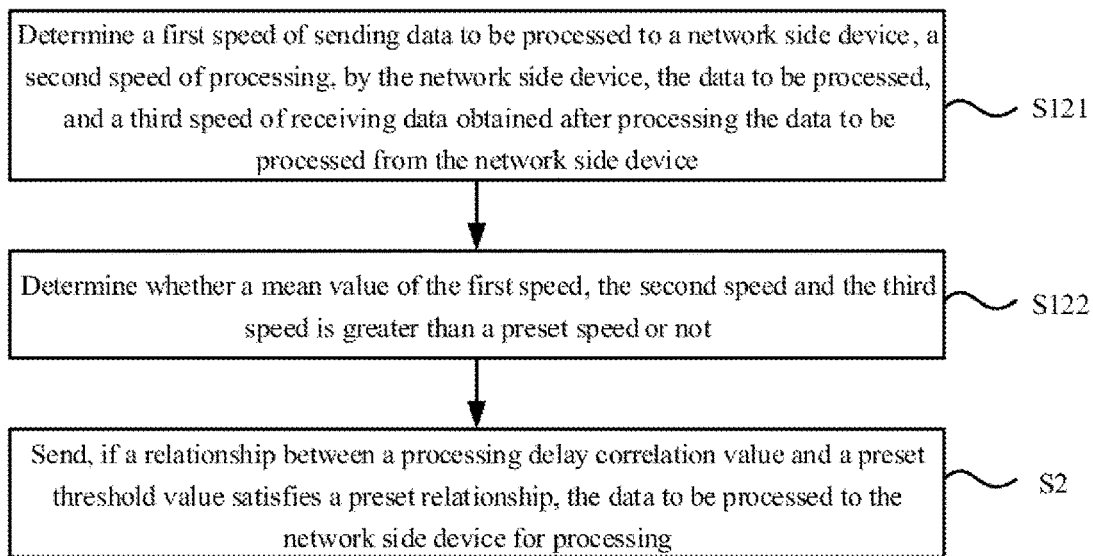 Determine a first speed of sending data to be processed to a network side device, a
second speed of processing, by the network side device, the data to be processed,
and a third speed of receiving data obtained after processing the data to be
processed from the network side device
S121
Determine whether a mean value of the first speed, the second speed and the third
speed is greater than a preset speed or not
S122
Send, if a relationship between a processing delay correlation value and a preset
threshold value satisfies a preset relationship, the data to be processed to the
network side device for processing
S2